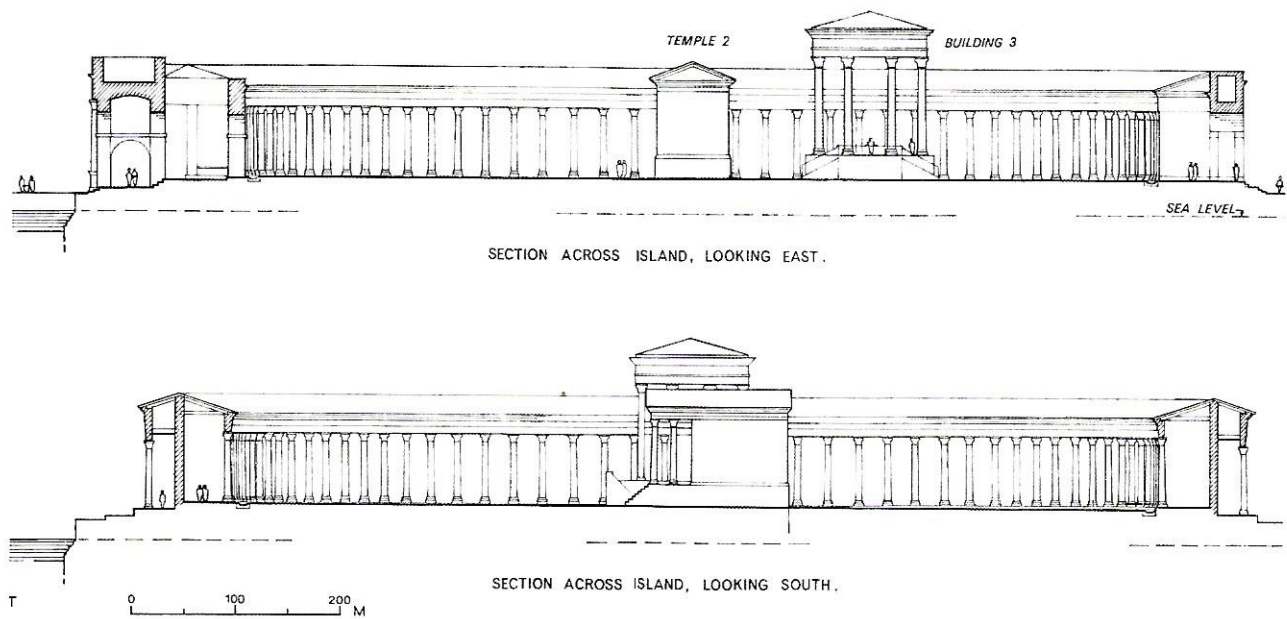 TEMPLE 2
BUILDING 3
SEA LEVEL
SECTION ACROSS ISLAND, LOOKING EAST.
SECTION ACROSS ISLAND, LOOKING SOUTH.
T
0 100 200 M